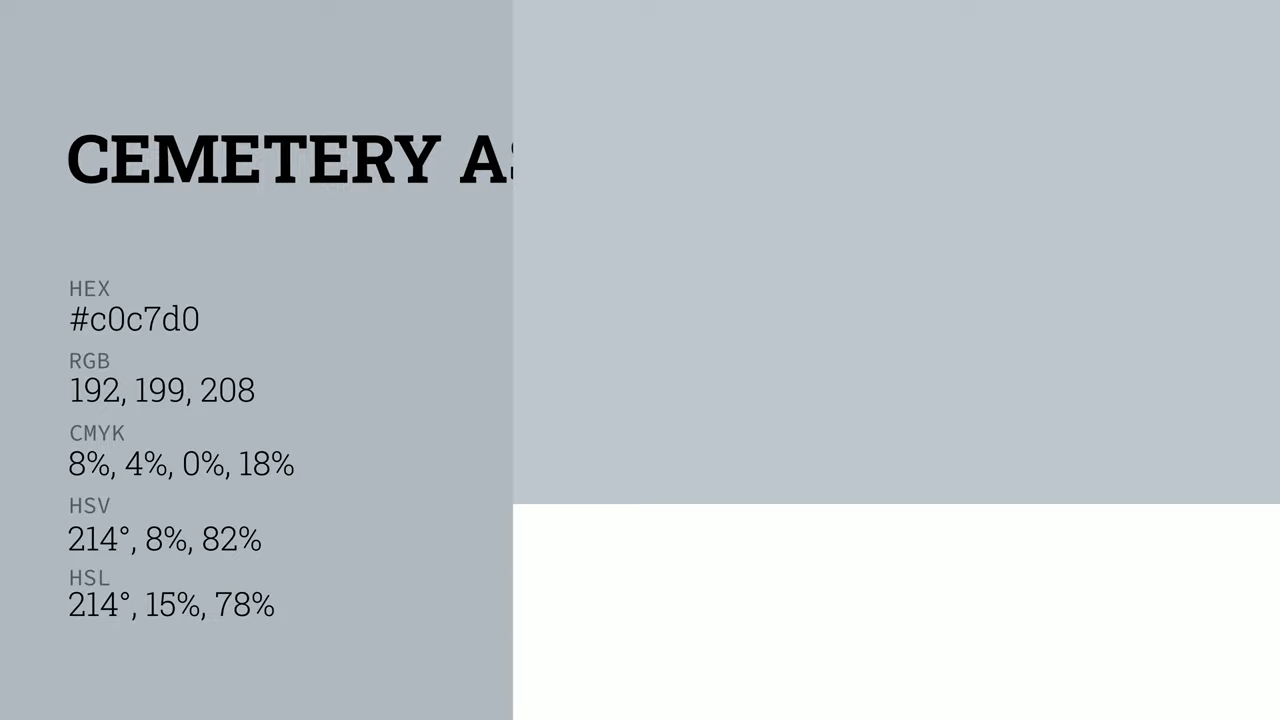 CEMETERY A
HEX
#c0c7d0
RGB
192, 199, 208
CMYK
8%, 4%, 0%, 18%
HSV
214°, 8%, 82%
HSL
214°, 15%, 78%